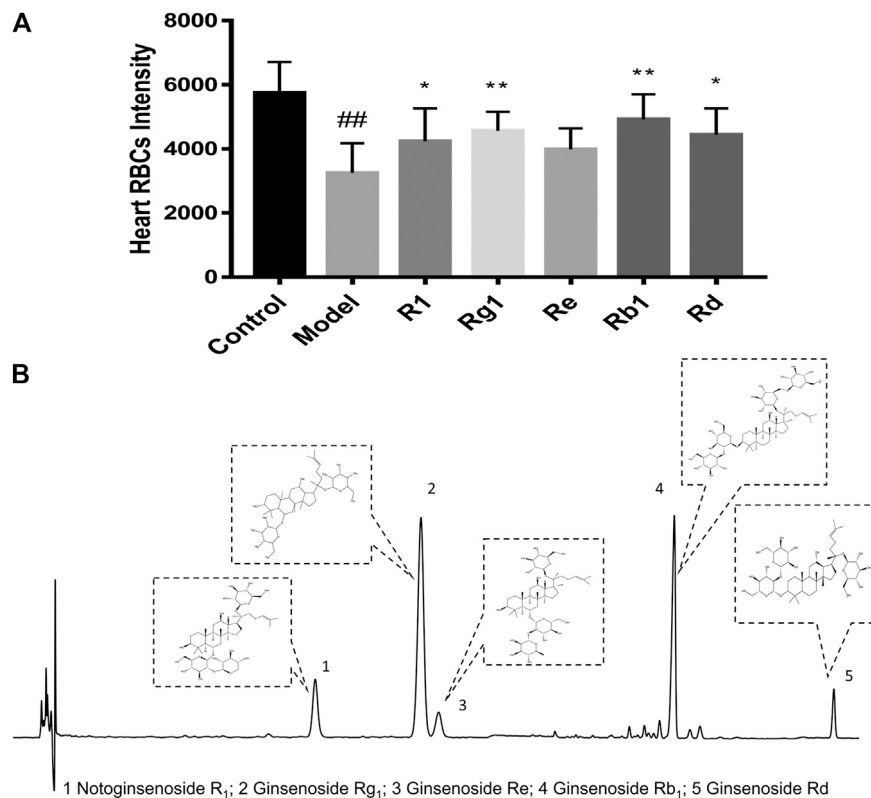 A
8000
6000
4000
2000
0
Heart RBCs Intensity
##
*
**
**
*
Control
Model
R1
Rg1
Re
Rb1
Rd
B
1
2
3
4
5
1 Notoginsenoside R₁; 2 Ginsenoside Rg₁; 3 Ginsenoside Re; 4 Ginsenoside Rb₁; 5 Ginsenoside Rd